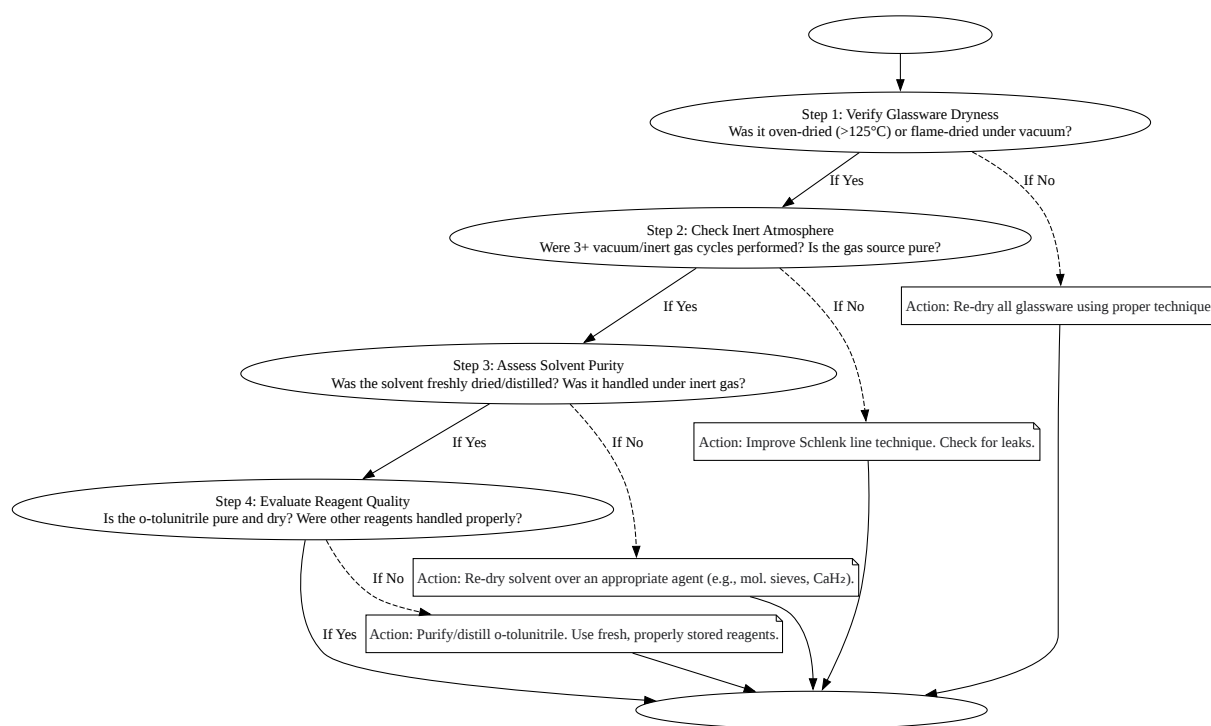 Step 1: Verify Glassware Dryness
Was it oven-dried (>125°C) or flame-dried under vacuum?
If Yes
If No
Step 2: Check Inert Atmosphere
Were 3+ vacuum/inert gas cycles performed? Is the gas source pure?
Action: Re-dry all glassware using proper technique
If Yes
If No
Step 3: Assess Solvent Purity
Was the solvent freshly dried/distilled? Was it handled under inert gas?
Action: Improve Schlenk line technique. Check for leaks.
If Yes
If No
Step 4: Evaluate Reagent Quality
Is the o-tolunitrile pure and dry? Were other reagents handled properly?
If No
Action: Re-dry solvent over an appropriate agent (e.g., mol. sieves, CaH₂).
If Yes
Action: Purify/distill o-tolunitrile. Use fresh, properly stored reagents.